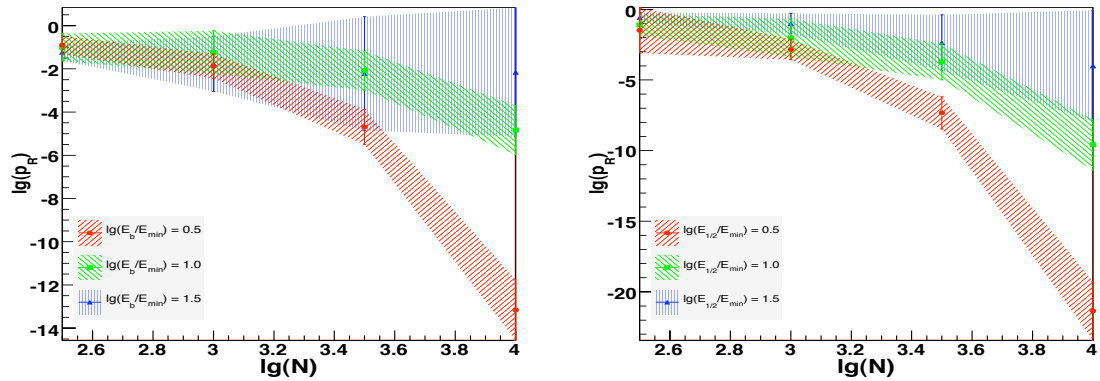 0
-2
-4
-6
-8
-10
-12
-14
lg(p_R)
lg(E_b/E_min) = 0.5
lg(E_b/E_min) = 1.0
lg(E_b/E_min) = 1.5
2.6 2.8 3 3.2 3.4 3.6 3.8 4
lg(N)
0
-5
-10
-15
-20
lg(p_R)
lg(E_1/2/E_min) = 0.5
lg(E_1/2/E_min) = 1.0
lg(E_1/2/E_min) = 1.5
2.6 2.8 3 3.2 3.4 3.6 3.8 4
lg(N)